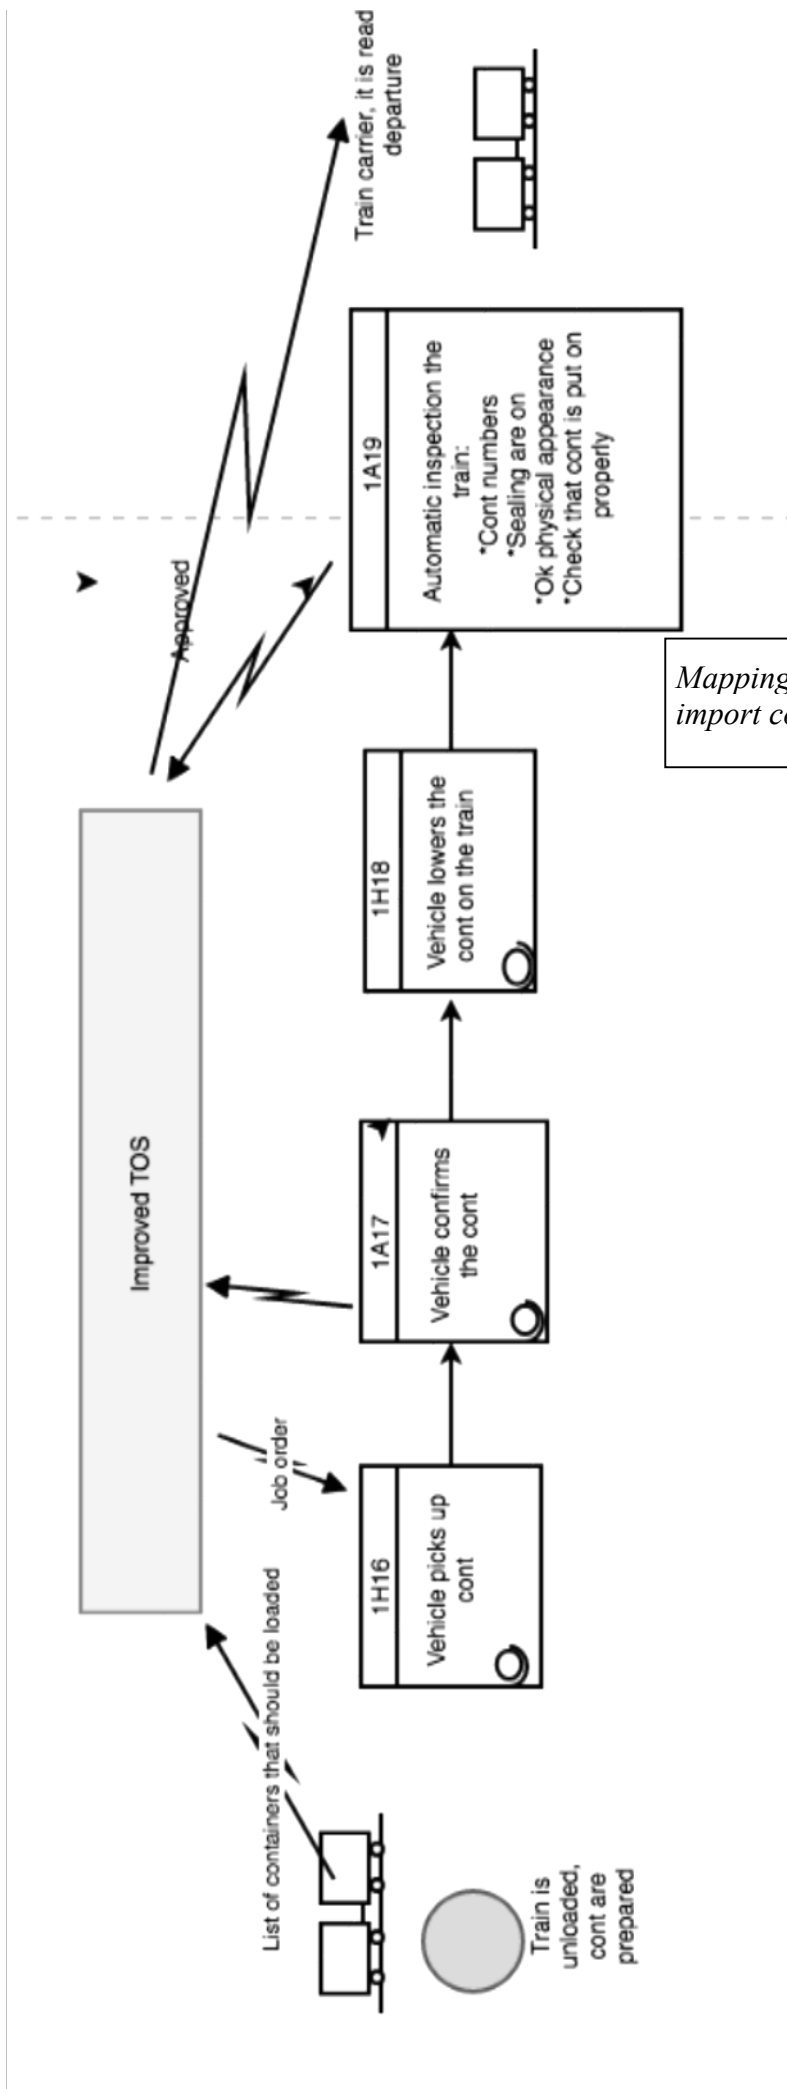 Improved TOS
List of containers that should be loaded
Job order
Approved
Train carrier, it is read
departure
Train is
unloaded,
cont are
prepared
1H16
Vehicle picks up
cont
1A17
Vehicle confirms
the cont
1H18
Vehicle lowers the
cont on the train
1A19
Automatic inspection the
train:
*Cont numbers
*Sealing are on
*Ok physical appearance
*Check that cont is put on
properly
Mapping
import